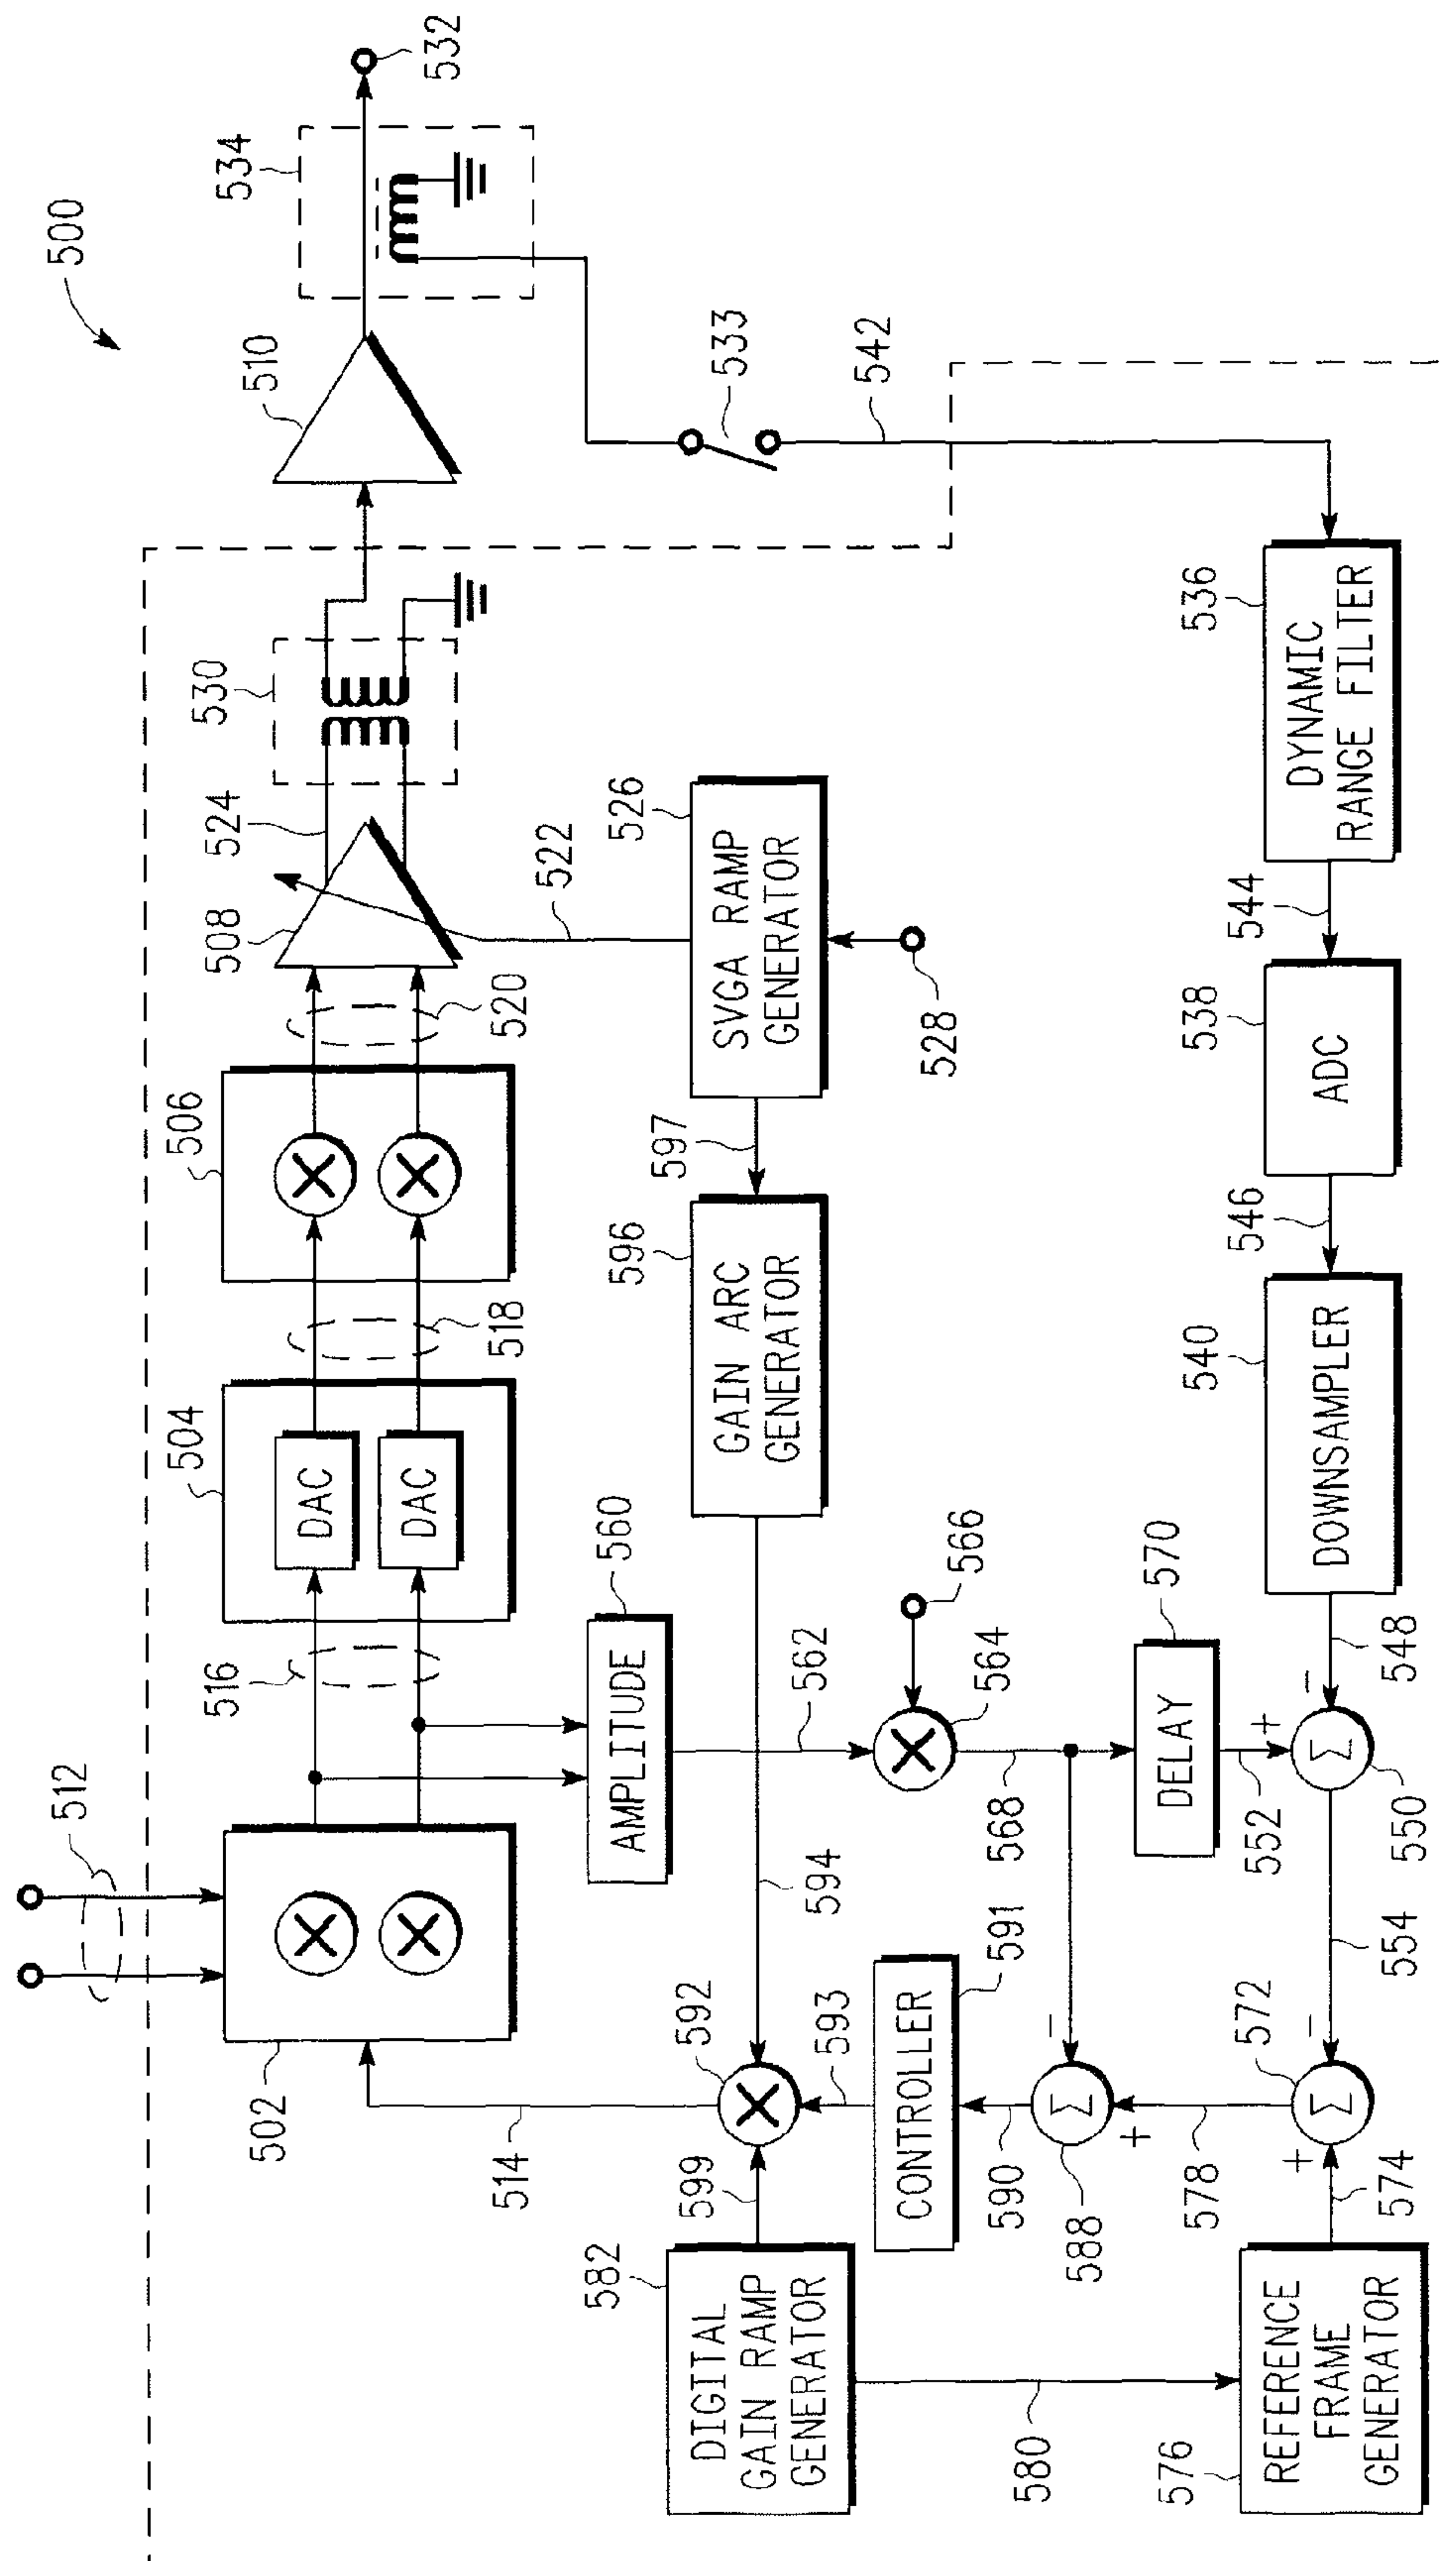 500
512
502
516
504
DAC
DAC
518
506
520
508
524
530
510
534
532
533
542
514
AMPLITUDE
560
562
GAIN ARC
GENERATOR
596
597
SVGA RAMP
GENERATOR
526
522
528
594
592
599
593
DIGITAL
GAIN RAMP
GENERATOR
582
580
CONTROLLER
591
590
588
+
−
564
566
568
DELAY
570
552
+
−
550
548
554
572
−
+
578
574
REFERENCE
FRAME
GENERATOR
576
DOWNSAMPLER
540
546
ADC
538
544
DYNAMIC
RANGE FILTER
536
Σ
Σ
Σ